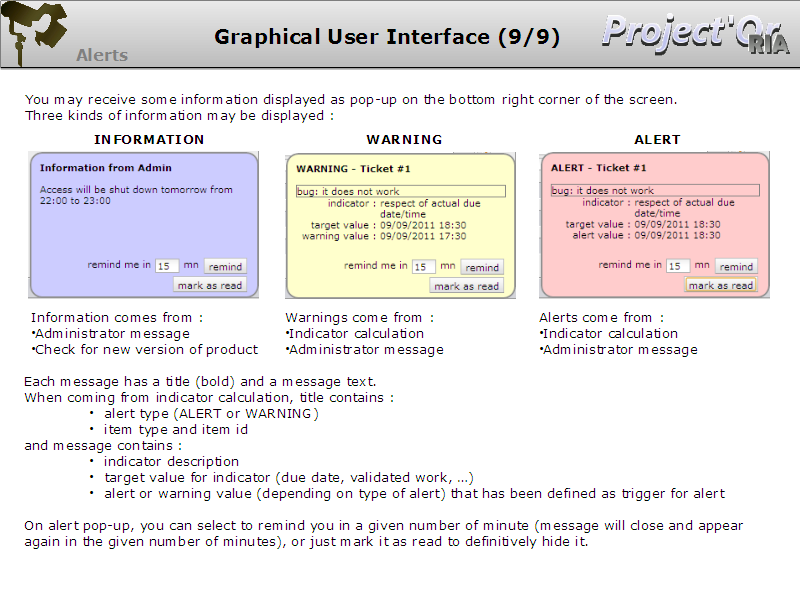 Graphical User Interface (9/9)
Project'Or
RIA
Alerts
You may receive some information displayed as pop-up on the bottom right corner of the screen.
Three kinds of information may be displayed :
INFORMATION
Information from Admin
Access will be shut down tomorrow from
22:00 to 23:00
remind me in 15 mn remind
mark as read
Information comes from :
•Administrator message
•Check for new version of product
WARNING
WARNING - Ticket #1
bug: it does not work
indicator : respect of actual due
date/time
target value : 09/09/2011 18:30
warning value : 09/09/2011 17:30
remind me in 15 mn remind
mark as read
Warnings come from :
•Indicator calculation
•Administrator message
ALERT
ALERT - Ticket #1
bug: it does not work
indicator : respect of actual due
date/time
target value : 09/09/2011 18:30
alert value : 09/09/2011 18:30
remind me in 15 mn remind
mark as read
Alerts come from :
•Indicator calculation
•Administrator message
Each message has a title (bold) and a message text.
When coming from indicator calculation, title contains :
• alert type (ALERT or WARNING)
• item type and item id
and message contains :
• indicator description
• target value for indicator (due date, validated work, …)
• alert or warning value (depending on type of alert) that has been defined as trigger for alert
On alert pop-up, you can select to remind you in a given number of minute (message will close and appear
again in the given number of minutes), or just mark it as read to definitively hide it.